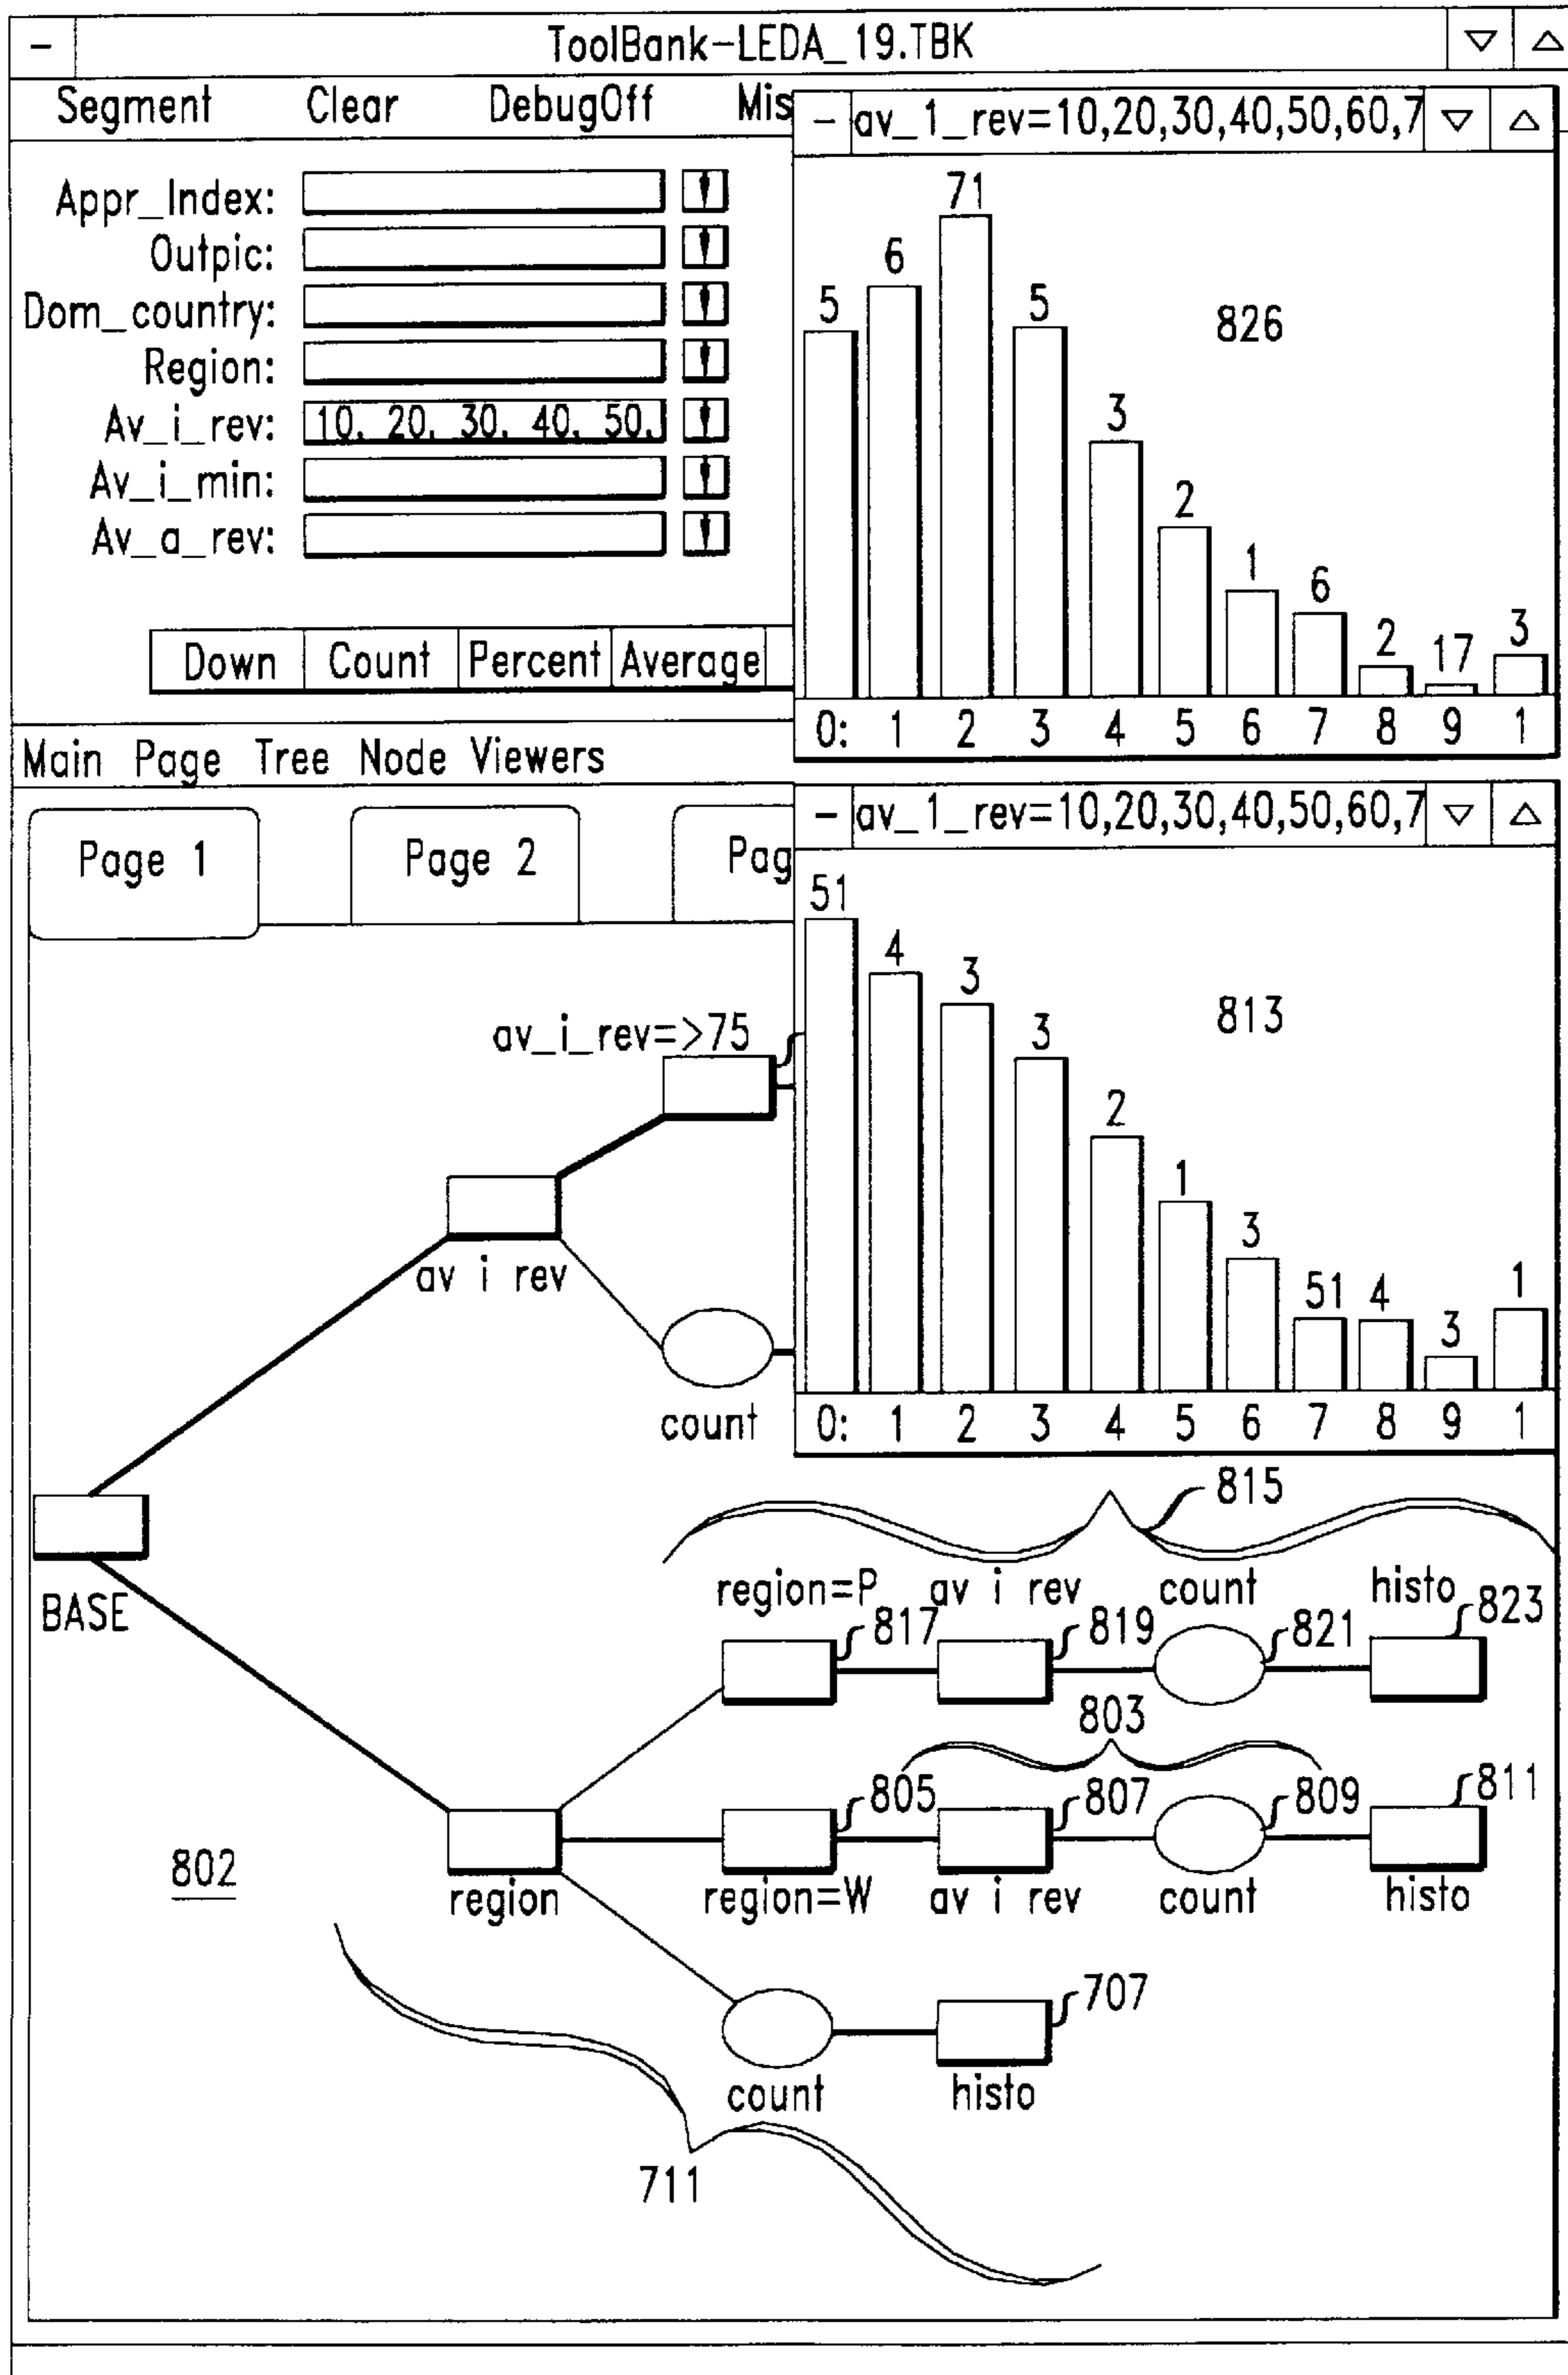 ToolBank-LEDA_19.TBK
Segment Clear DebugOff Mis
av_1_rev=10,20,30,40,50,60,7
Appr_Index:
Outpic:
Dom_country:
Region:
Av_i_rev: 10. 20. 30. 40. 50.
Av_i_min:
Av_a_rev:
Down Count Percent Average
5 6 71 5 3 2 1 6 2 17 3
826
0: 1 2 3 4 5 6 7 8 9 1
Main Page Tree Node Viewers
Page 1 Page 2 Pag
av_1_rev=10,20,30,40,50,60,7
51 4 3 3 2 1 3 51 4 3 1
813
0: 1 2 3 4 5 6 7 8 9 1
av_i_rev=>75
av i rev
count
BASE
815
region=P av i rev count histo
817 819 821 823
803
805 807 809 811
802
region region=W av i rev count histo
707
count histo
711